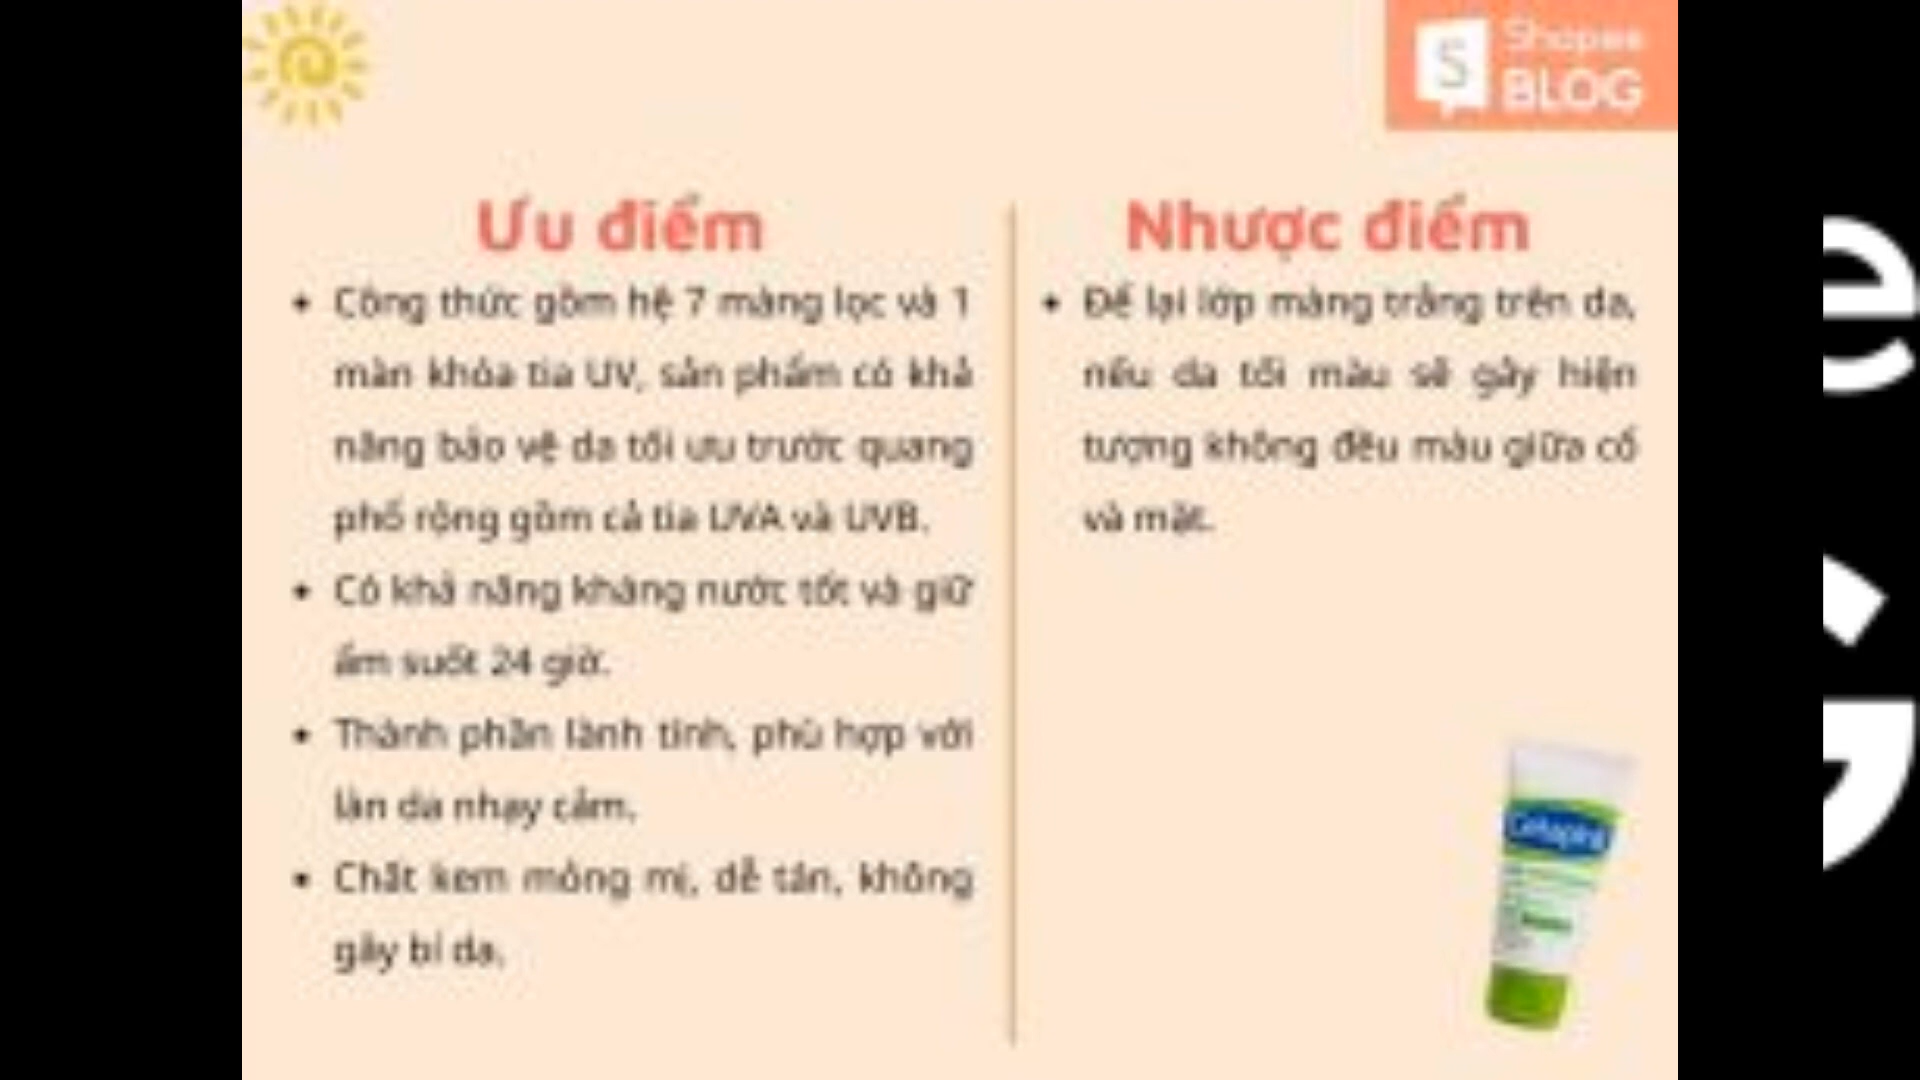 Shopee
BLOG
Ưu điểm
• Công thức gồm hệ 7 màng lọc và 1
màn khóa tia UV, sản phẩm có khả
năng bảo vệ da tối ưu trước quang
phổ rộng gồm cả tia UVA và UVB.
• Có khả năng kháng nước tốt và giữ
ẩm suốt 24 giờ.
• Thành phần lành tính, phù hợp với
làn da nhạy cảm.
• Chất kem mỏng mị, dễ tán, không
gây bí da.
Nhược điểm
• Để lại lớp màng trắng trên da,
nếu da tối màu sẽ gây hiện
tượng không đều màu giữa cổ
và mặt.
Cetaphil